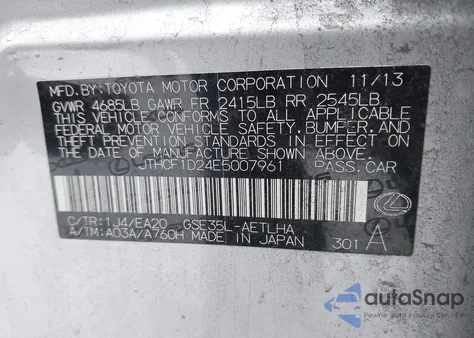 MFD.BY:TOYOTA MOTOR CORPORATION 11/13
GVWR 4685LB GAWR FR 2415LB RR 2545LB
THIS VEHICLE CONFORMS TO ALL APPLICABLE
FEDERAL MOTOR VEHICLE SAFETY, BUMPER, AND
THEFT PREVENTION STANDARDS IN EFFECT ON
THE DATE OF MANUFACTURE SHOWN ABOVE.
JTHCF1D24E5007961 PASS.CAR
C/TR:1J4/EA20 GSE35L-AETLHA
A/TM:A03A/A760H MADE IN JAPAN 301 A
autoSnap